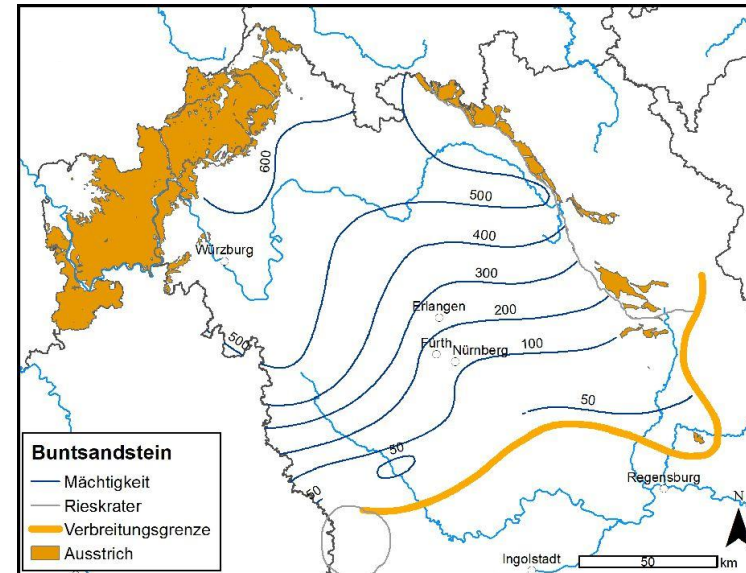 600
500
400
Würzburg
300
Erlangen
200
Fürth
Nürnberg
100
500
50
50
50
Regensburg
Ingolstadt
N
50
km
Buntsandstein
Mächtigkeit
Rieskrater
Verbreitungsgrenze
Ausstrich